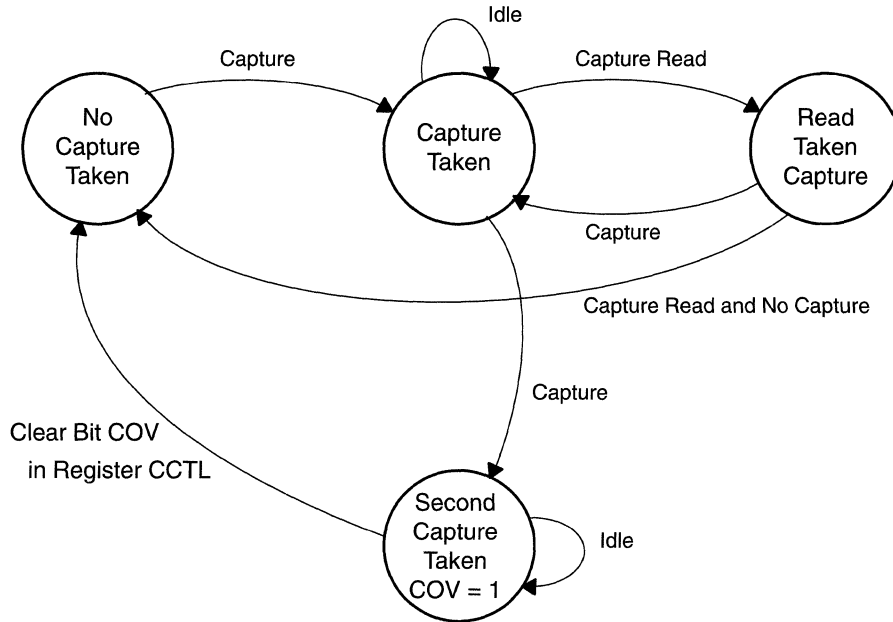 Idle
Capture
Capture Read
No
Capture
Taken
Capture
Taken
Read
Taken
Capture
Capture
Capture Read and No Capture
Capture
Clear Bit COV
in Register CCTL
Second
Capture
Taken
COV = 1
Idle